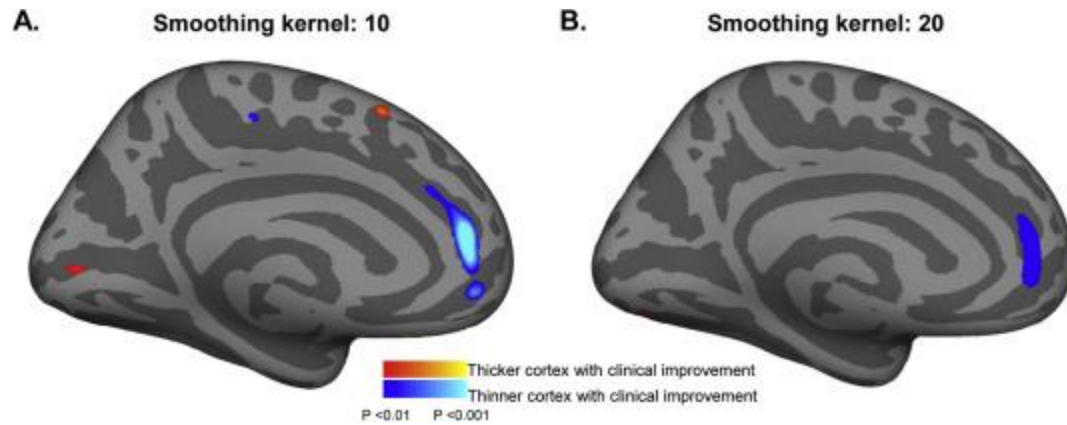 A.
Smoothing kernel: 10
B.
Smoothing kernel: 20
Thicker cortex with clinical improvement
Thinner cortex with clinical improvement
P <0.01 P <0.001